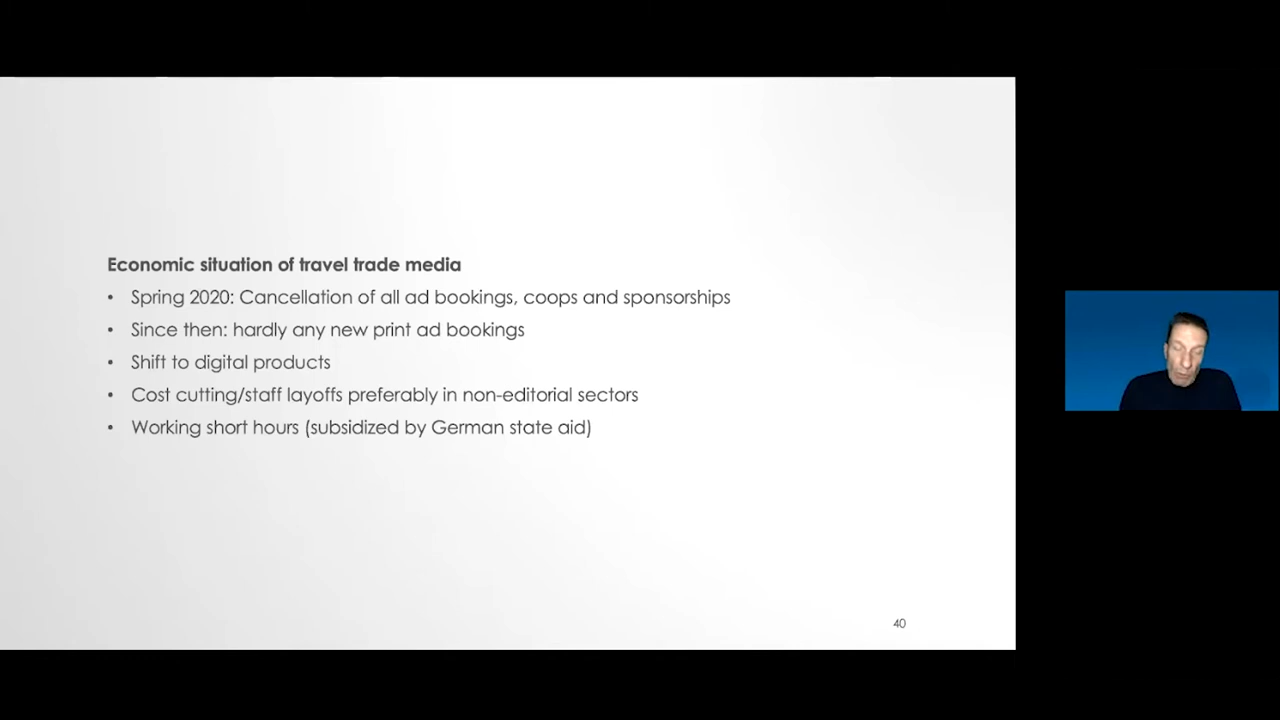 Economic situation of travel trade media
• Spring 2020: Cancellation of all ad bookings, coops and sponsorships
• Since then: hardly any new print ad bookings
• Shift to digital products
• Cost cutting/staff layoffs preferably in non-editorial sectors
• Working short hours (subsidized by German state aid)
40